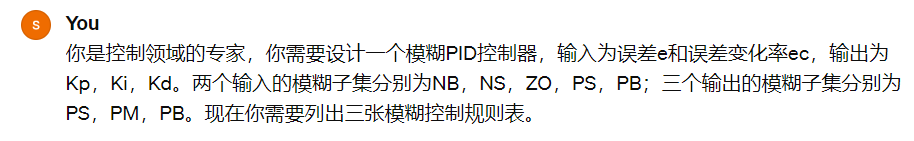 S You
你是控制领域的专家，你需要设计一个模糊PID控制器，输入为误差e和误差变化率ec，输出为
Kp，Ki，Kd。两个输入的模糊子集分别为NB，NS，ZO，PS，PB；三个输出的模糊子集分别为
PS，PM，PB。现在你需要列出三张模糊控制规则表。